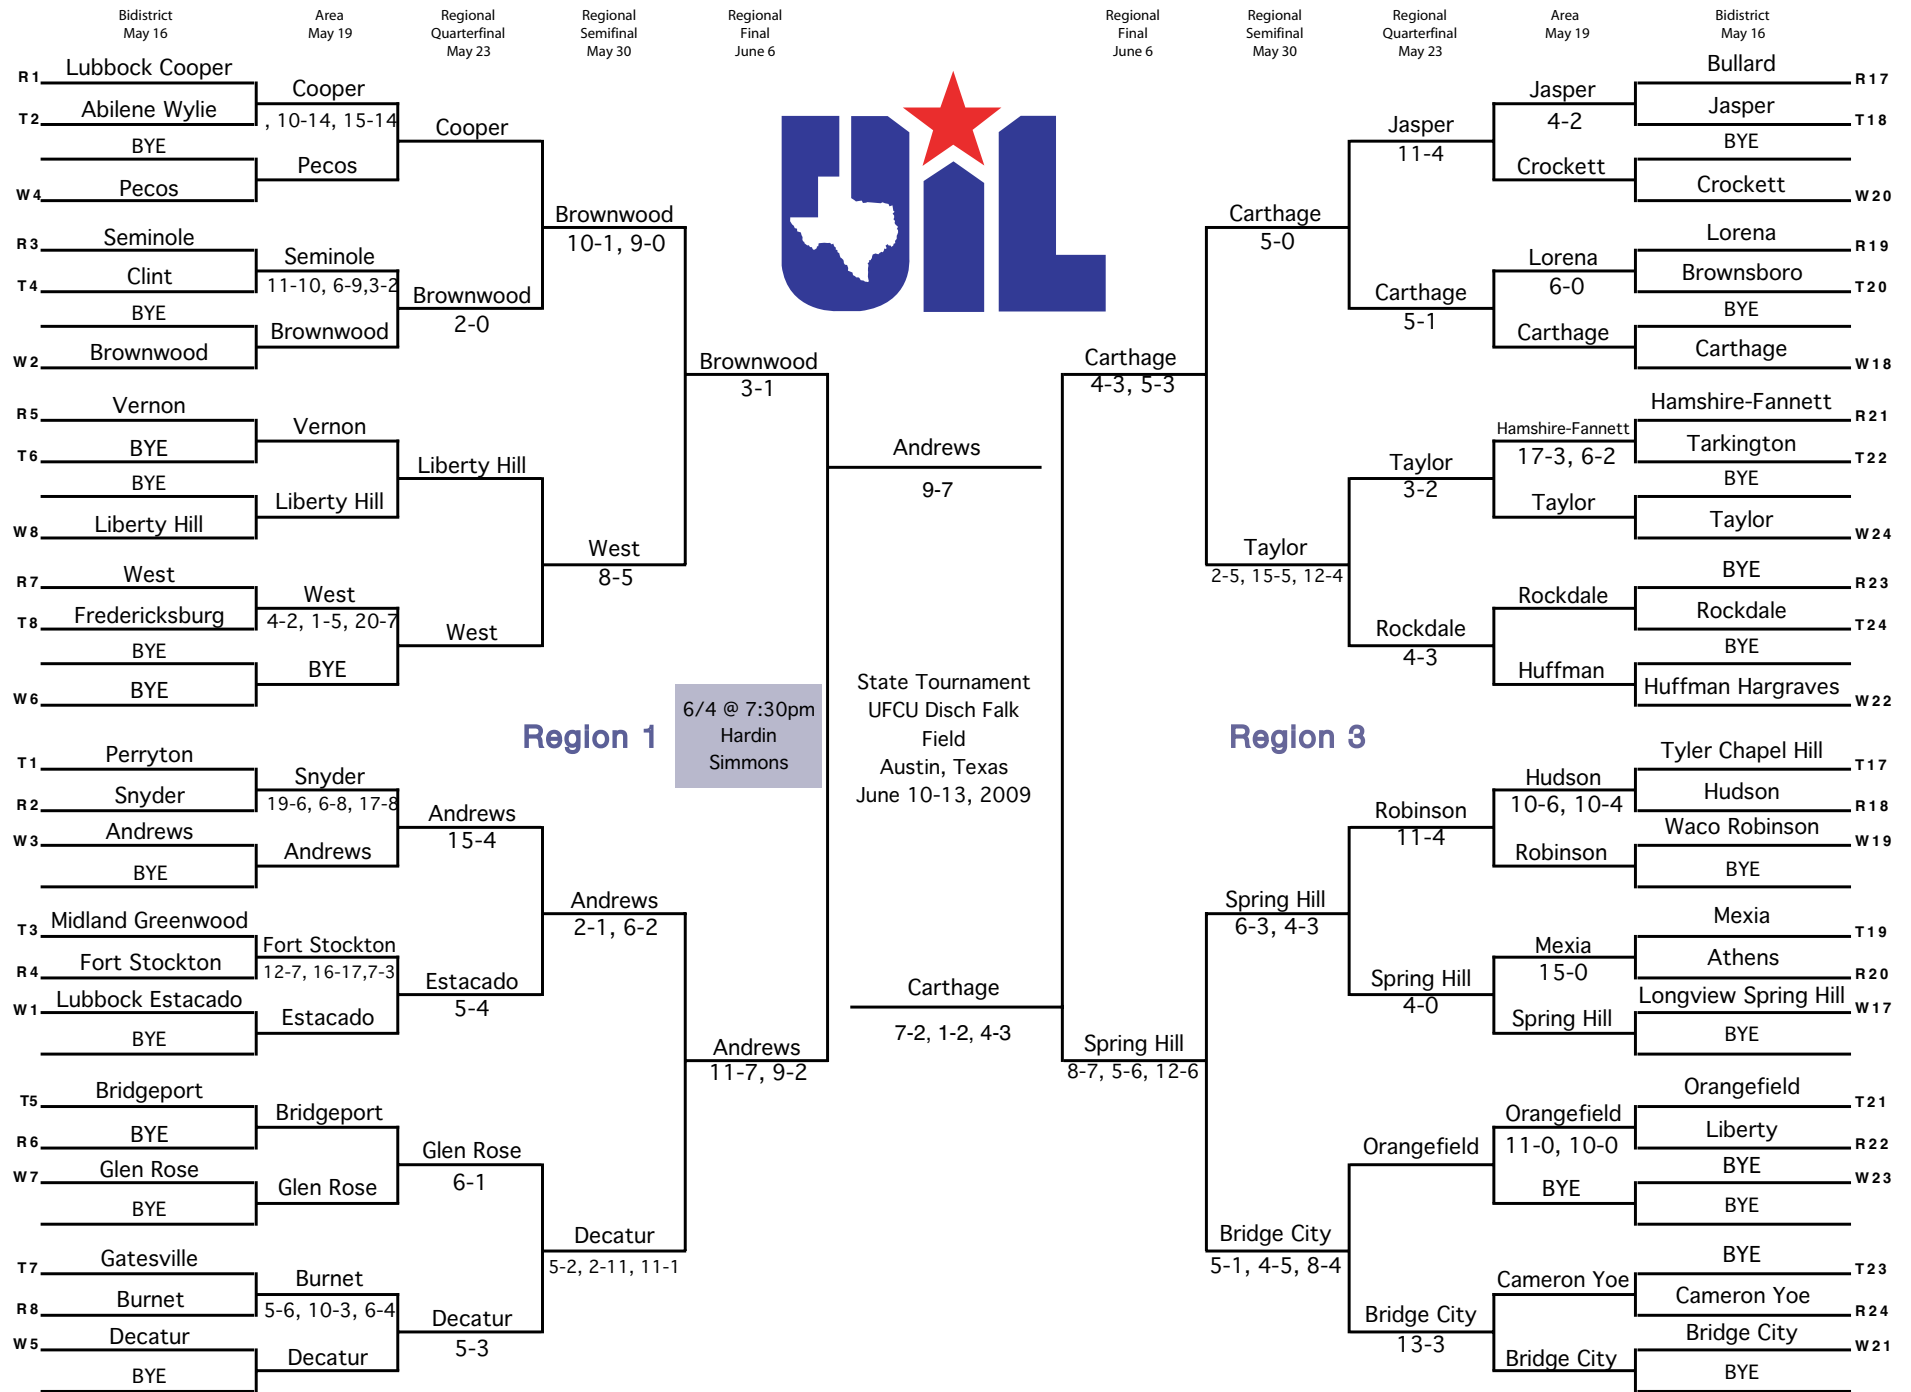 Bidistrict
May 16
Area
May 19
Regional
Quarterfinal
May 23
Regional
Semifinal
May 30
Regional
Final
June 6
Regional
Final
June 6
Regional
Semifinal
May 30
Regional
Quarterfinal
May 23
Area
May 19
Bidistrict
May 16
R1 Lubbock Cooper
T2 Abilene Wylie
BYE
W4 Pecos
R3 Seminole
T4 Clint
BYE
W2 Brownwood
R5 Vernon
T6 BYE
BYE
W8 Liberty Hill
R7 West
T8 Fredericksburg
BYE
W6 BYE
T1 Perryton
R2 Snyder
W3 Andrews
BYE
T3 Midland Greenwood
R4 Fort Stockton
W1 Lubbock Estacado
BYE
T5 Bridgeport
R6 BYE
W7 Glen Rose
BYE
T7 Gatesville
R8 Burnet
W5 Decatur
BYE
Cooper
, 10-14, 15-14
Pecos
Seminole
11-10, 6-9,3-2
Brownwood
Vernon
Liberty Hill
West
4-2, 1-5, 20-7
BYE
Snyder
19-6, 6-8, 17-8
Andrews
Fort Stockton
12-7, 16-17,7-3
Estacado
Bridgeport
Glen Rose
Burnet
5-6, 10-3, 6-4
Decatur
Cooper
Brownwood
2-0
Liberty Hill
West
Andrews
15-4
Estacado
5-4
Glen Rose
6-1
Decatur
5-3
Brownwood
10-1, 9-0
West
8-5
Region 1
Andrews
2-1, 6-2
Decatur
5-2, 2-11, 11-1
Brownwood
3-1
6/4 @ 7:30pm
Hardin
Simmons
Andrews
11-7, 9-2
UIL
Andrews
9-7
State Tournament
UFCU Disch Falk
Field
Austin, Texas
June 10-13, 2009
Carthage
7-2, 1-2, 4-3
Carthage
4-3, 5-3
Spring Hill
8-7, 5-6, 12-6
Carthage
5-0
Taylor
2-5, 15-5, 12-4
Region 3
Spring Hill
6-3, 4-3
Bridge City
5-1, 4-5, 8-4
Jasper
11-4
Carthage
5-1
Taylor
3-2
Rockdale
4-3
Robinson
11-4
Spring Hill
4-0
Orangefield
Bridge City
13-3
Jasper
4-2
Crockett
Lorena
6-0
Carthage
Hamshire-Fannett
17-3, 6-2
Taylor
Rockdale
Huffman
Hudson
10-6, 10-4
Robinson
Mexia
15-0
Spring Hill
Orangefield
11-0, 10-0
BYE
Cameron Yoe
Bridge City
Bullard R17
Jasper T18
BYE
Crockett W20
Lorena R19
Brownsboro T20
BYE
Carthage W18
Hamshire-Fannett R21
Tarkington T22
BYE
Taylor W24
BYE R23
Rockdale T24
BYE
Huffman Hargraves W22
Tyler Chapel Hill T17
Hudson R18
Waco Robinson W19
BYE
Mexia T19
Athens R20
Longview Spring Hill W17
BYE
Orangefield T21
Liberty R22
BYE W23
BYE
BYE T23
Cameron Yoe R24
Bridge City W21
BYE